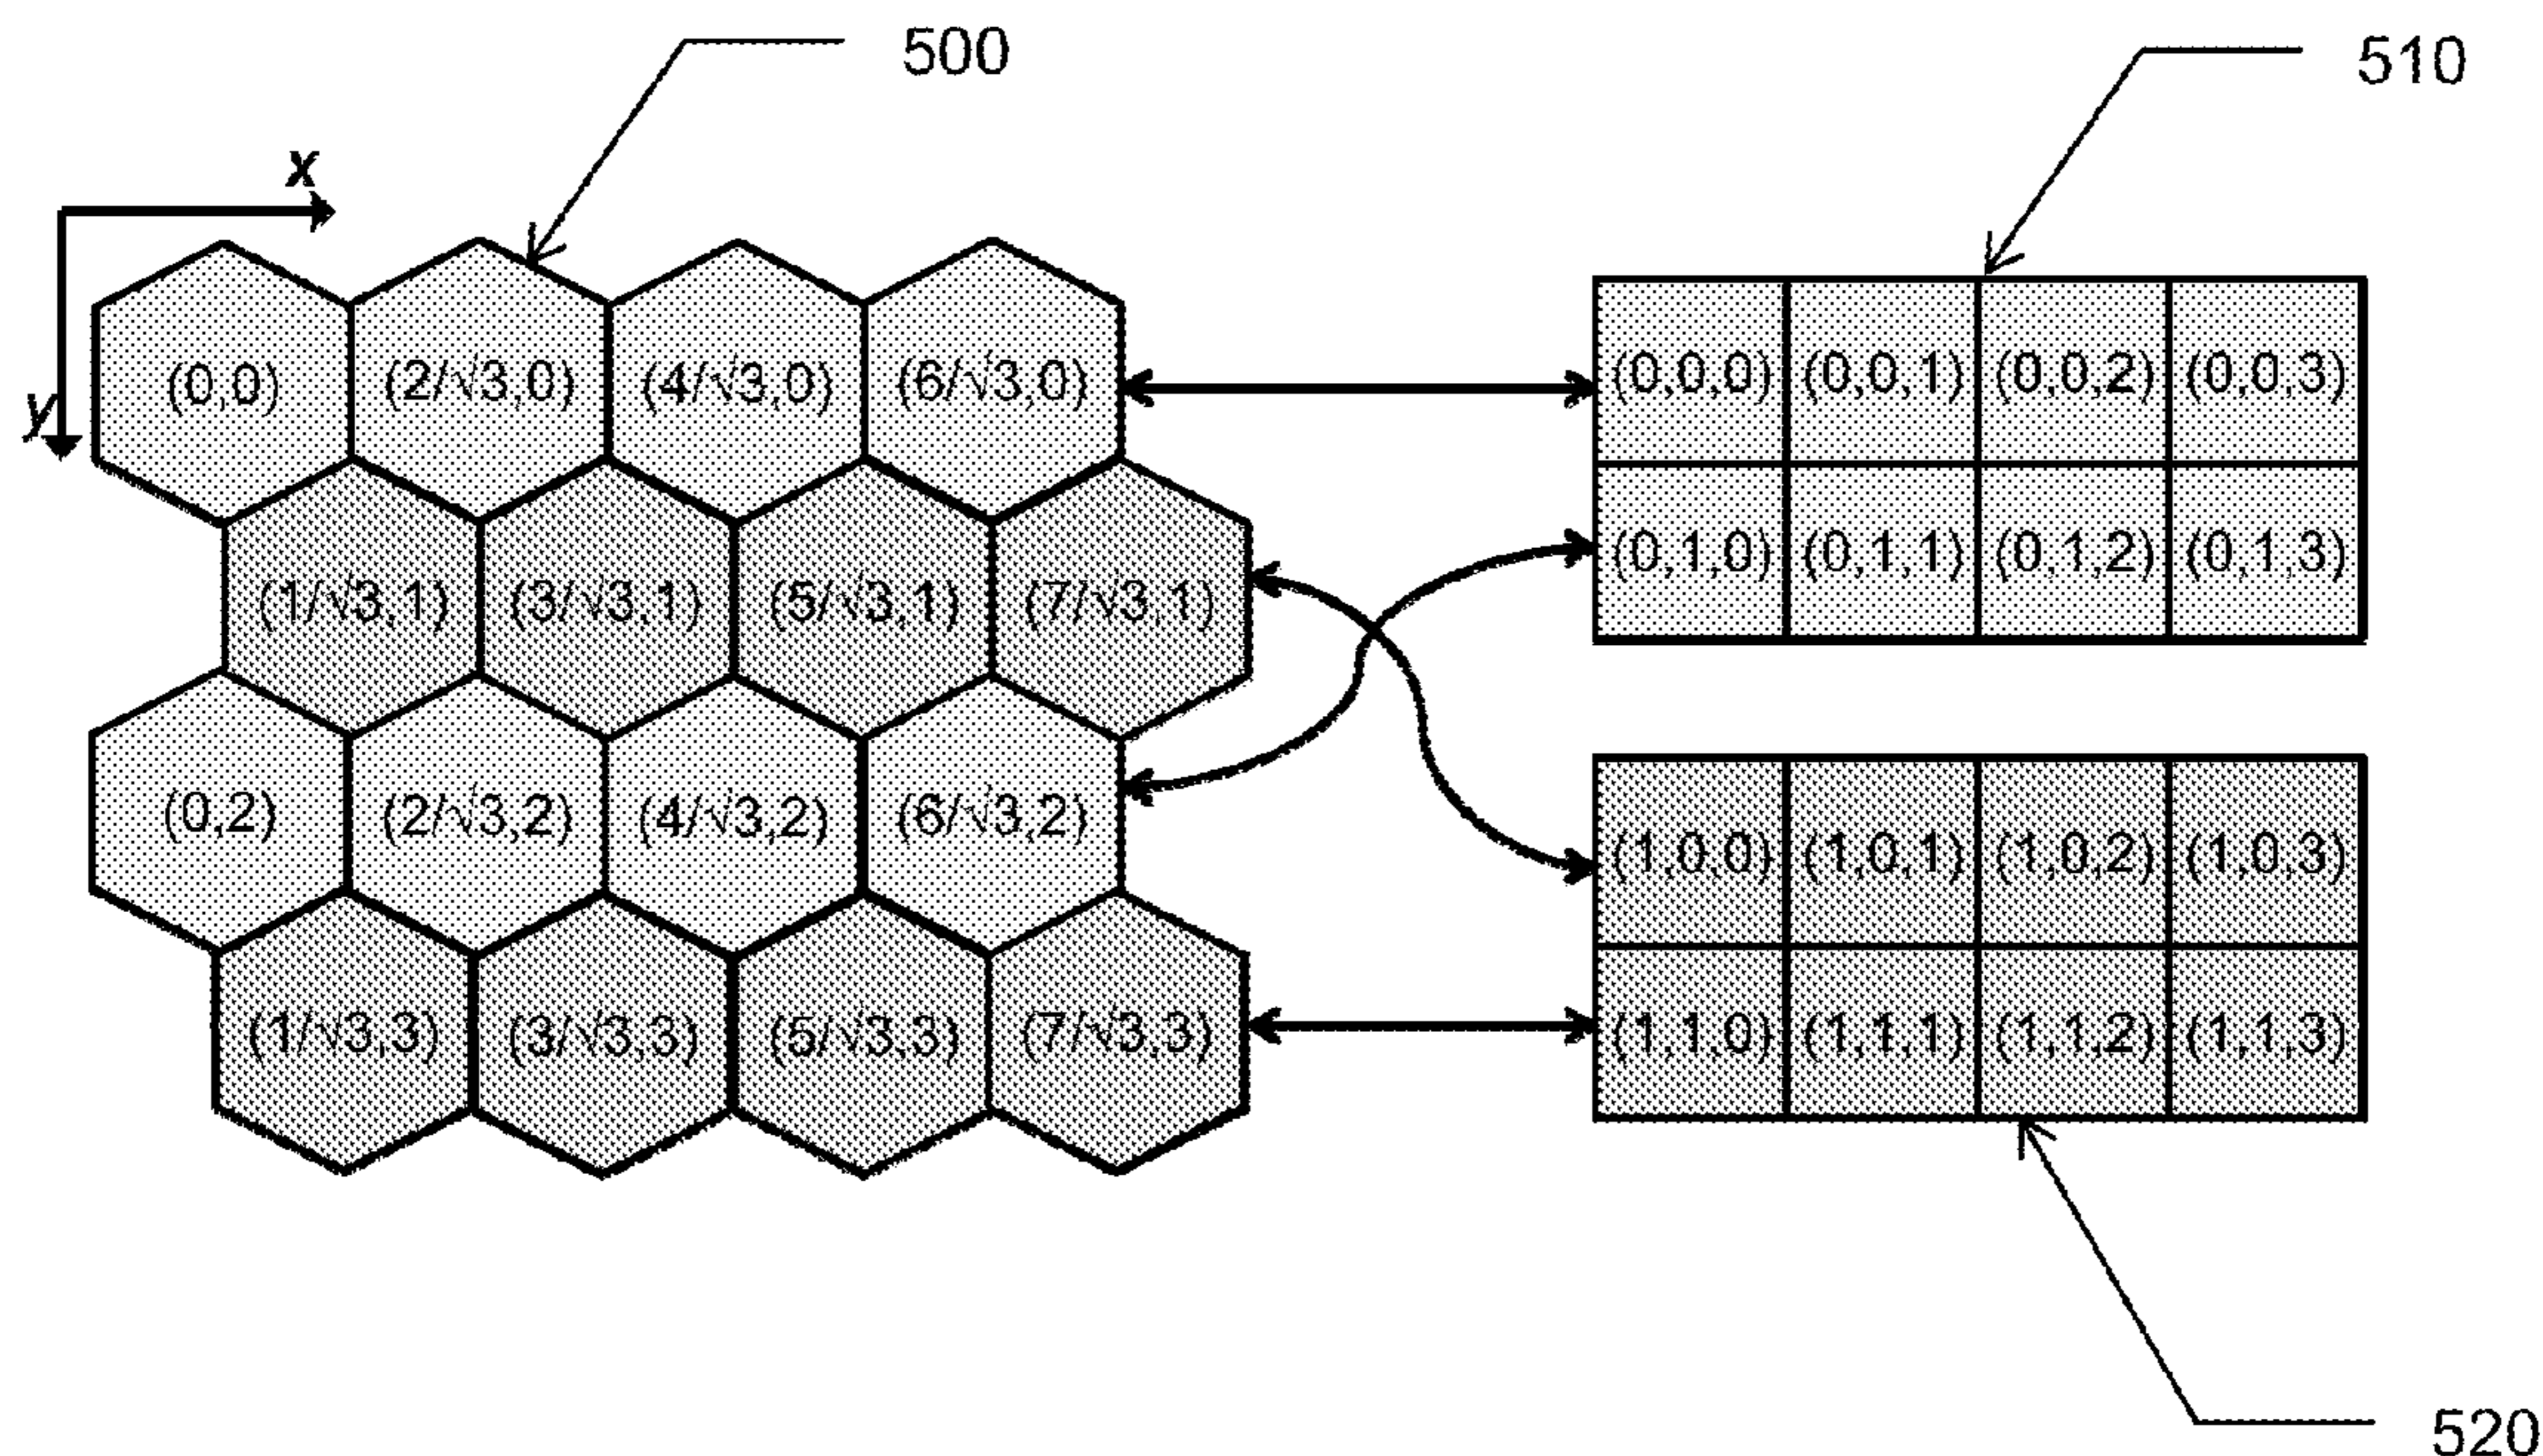 500
510
x
y
(0,0) (2/√3,0) (4/√3,0) (6/√3,0)
(0,0,0) (0,0,1) (0,0,2) (0,0,3)
(1/√3,1) (3/√3,1) (5/√3,1) (7/√3,1)
(0,1,0) (0,1,1) (0,1,2) (0,1,3)
(0,2) (2/√3,2) (4/√3,2) (6/√3,2)
(1,0,0) (1,0,1) (1,0,2) (1,0,3)
(1/√3,3) (3/√3,3) (5/√3,3) (7/√3,3)
(1,1,0) (1,1,1) (1,1,2) (1,1,3)
520